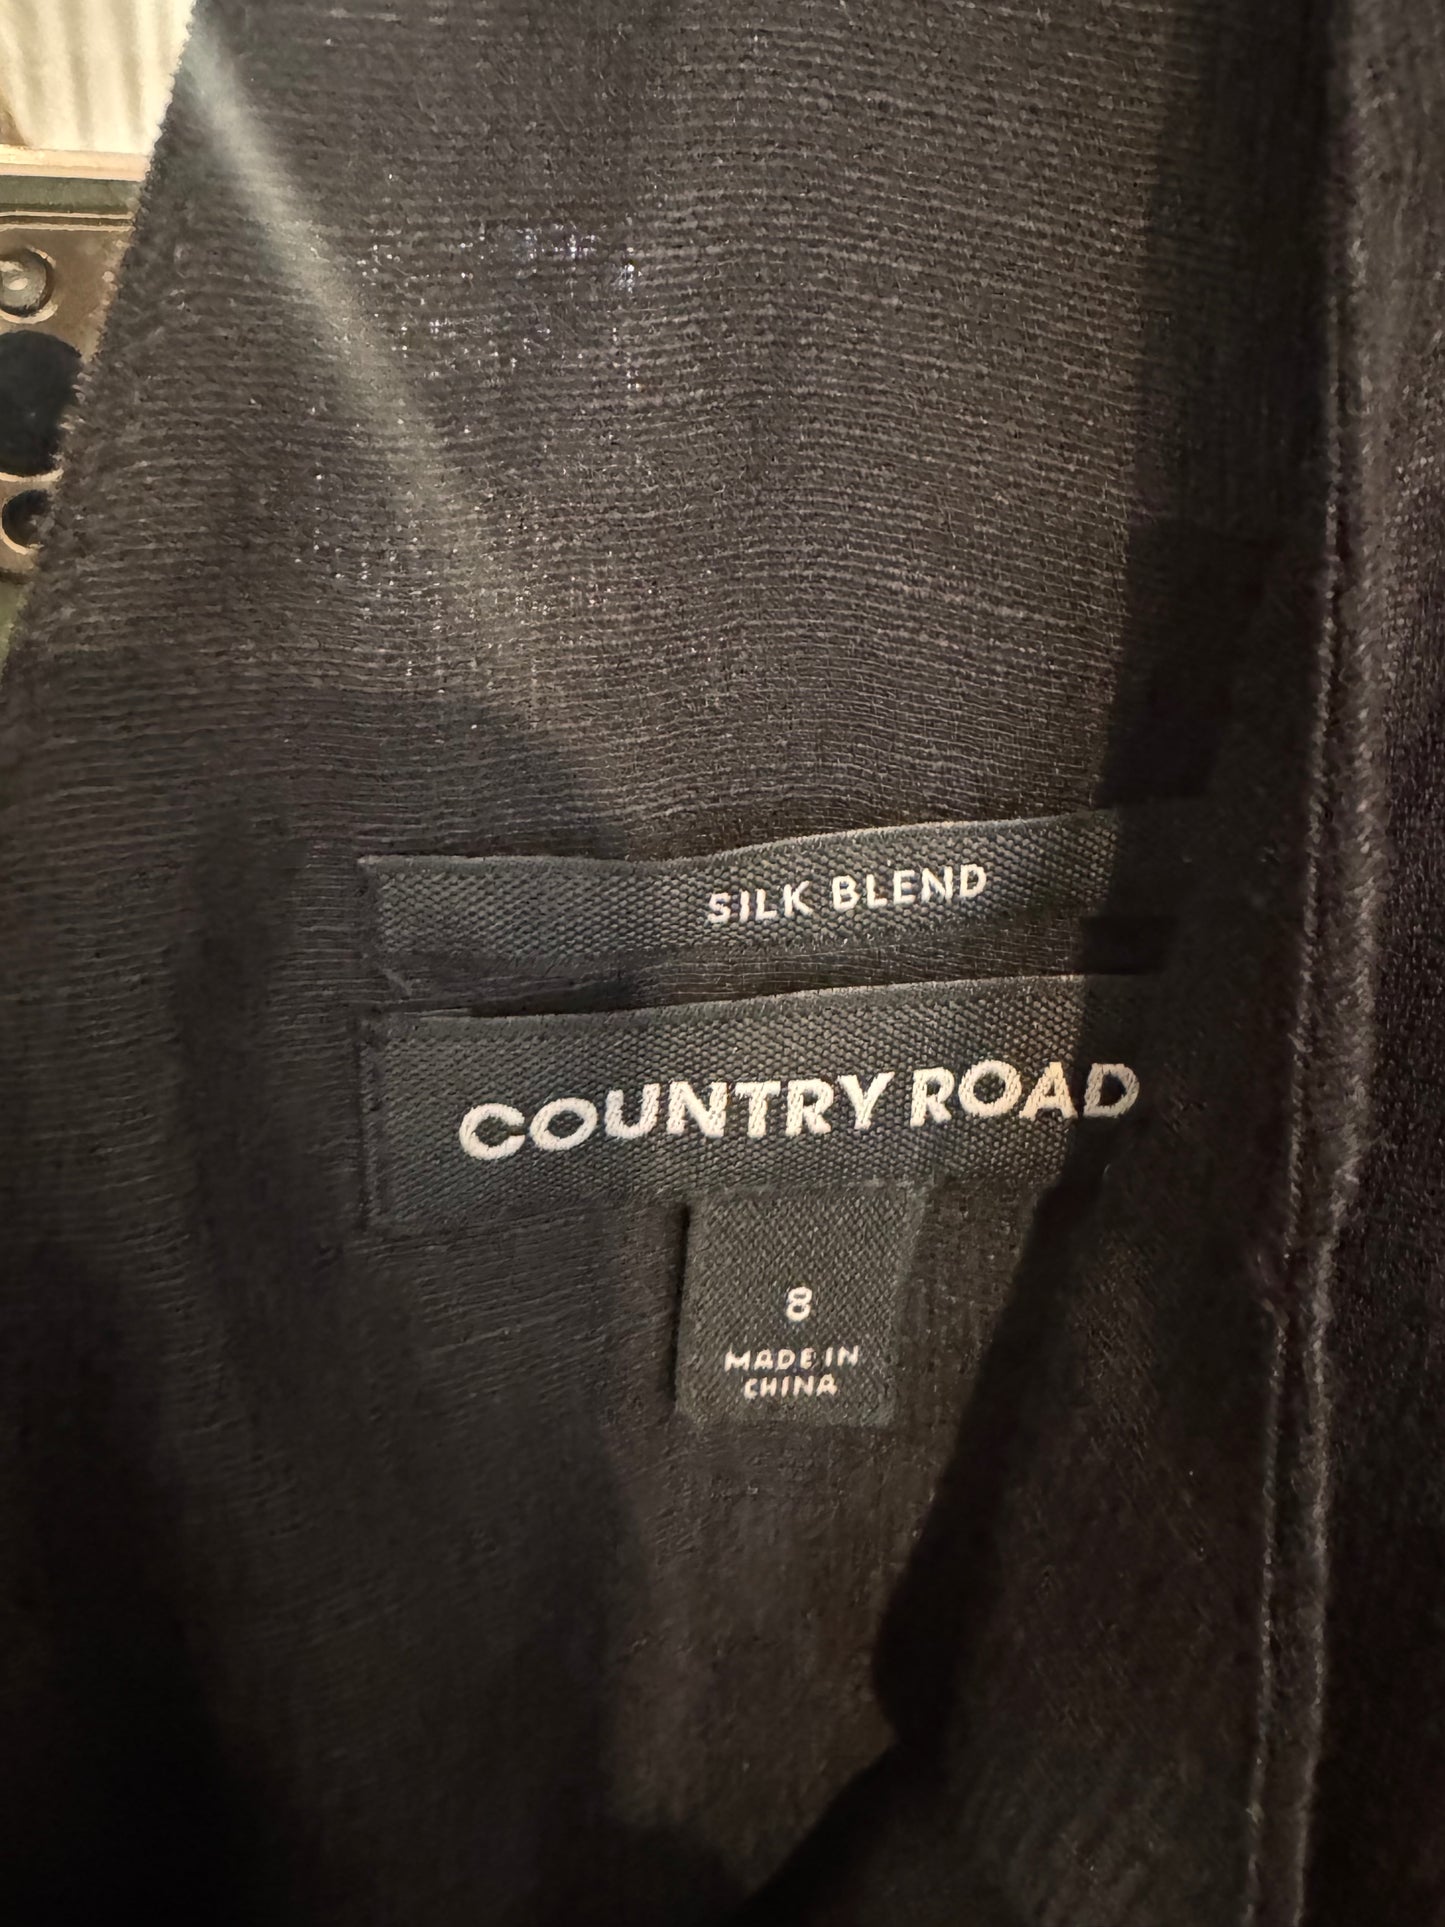 SILK BLEND
COUNTRY ROAD
8
MADE IN
CHINA